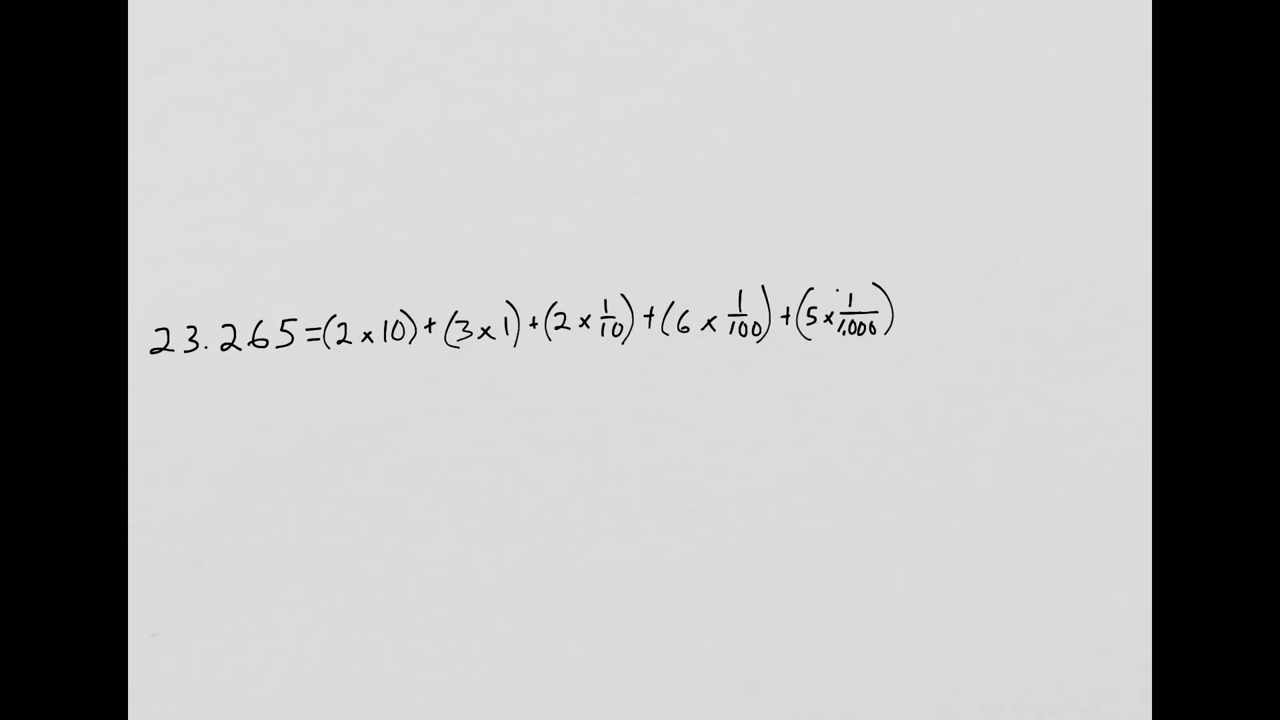 23.265=(2 x 10)+(3 x 1)+(2 x 1/10)+(6 x 1/100)+(5 x 1/1,000)